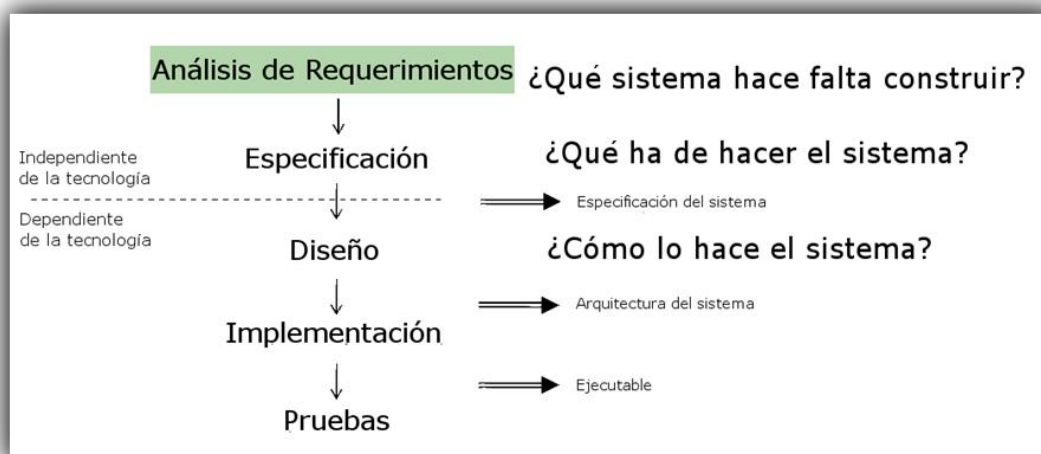 Análisis de Requerimientos
¿Qué sistema hace falta construir?
Especificación
¿Qué ha de hacer el sistema?
Independiente
de la tecnología
Especificación del sistema
Dependiente
de la tecnología
Diseño
¿Cómo lo hace el sistema?
Arquitectura del sistema
Implementación
Ejecutable
Pruebas